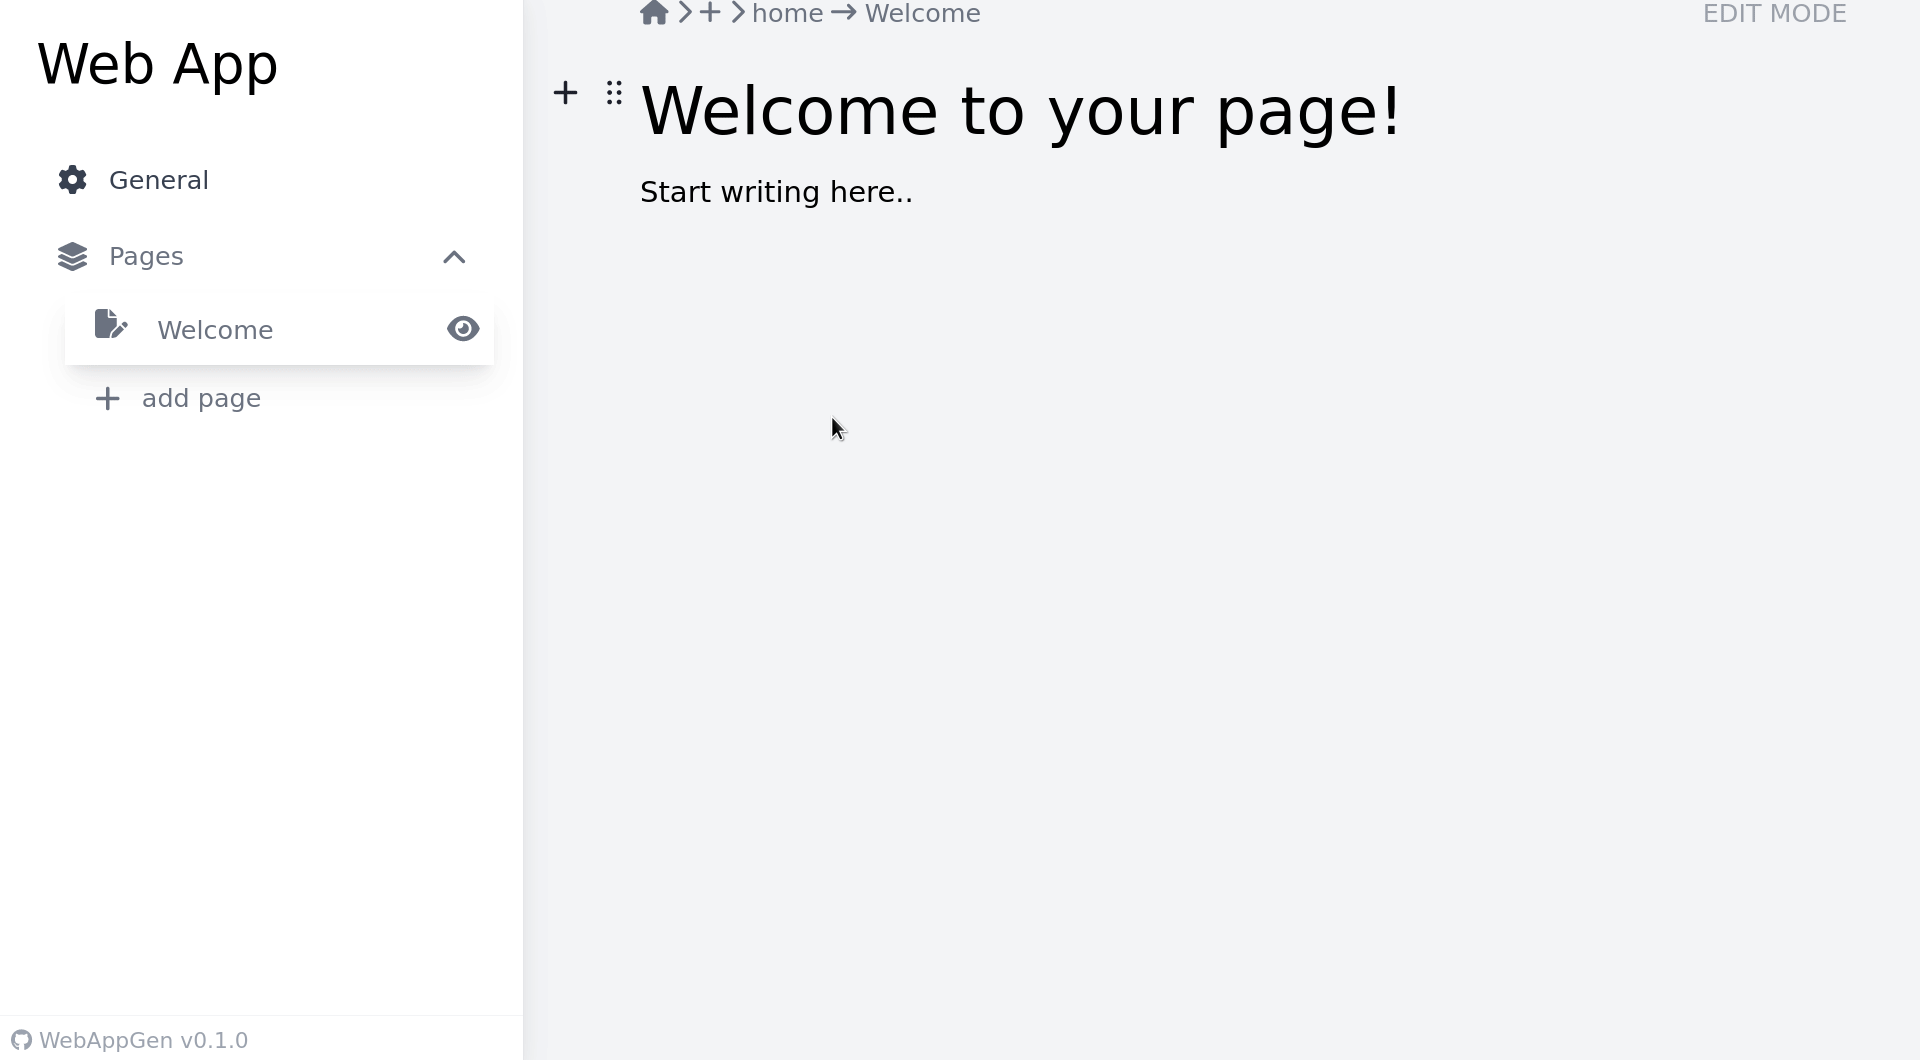 Web App
General
Pages
Welcome
add page
WebAppGen v0.1.0
home Welcome
EDIT MODE
Welcome to your page!
Start writing here..